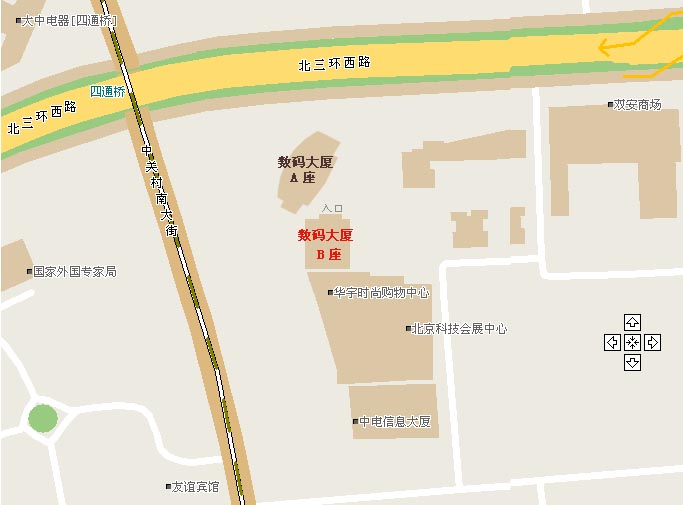 大中电器[四通桥]
北三环西路
四通桥
双安商场
北三环西路
中关村南大街
数码大厦
A 座
入口
数码大厦
B 座
国家外国专家局
华宇时尚购物中心
北京科技会展中心
中电信息大厦
友谊宾馆